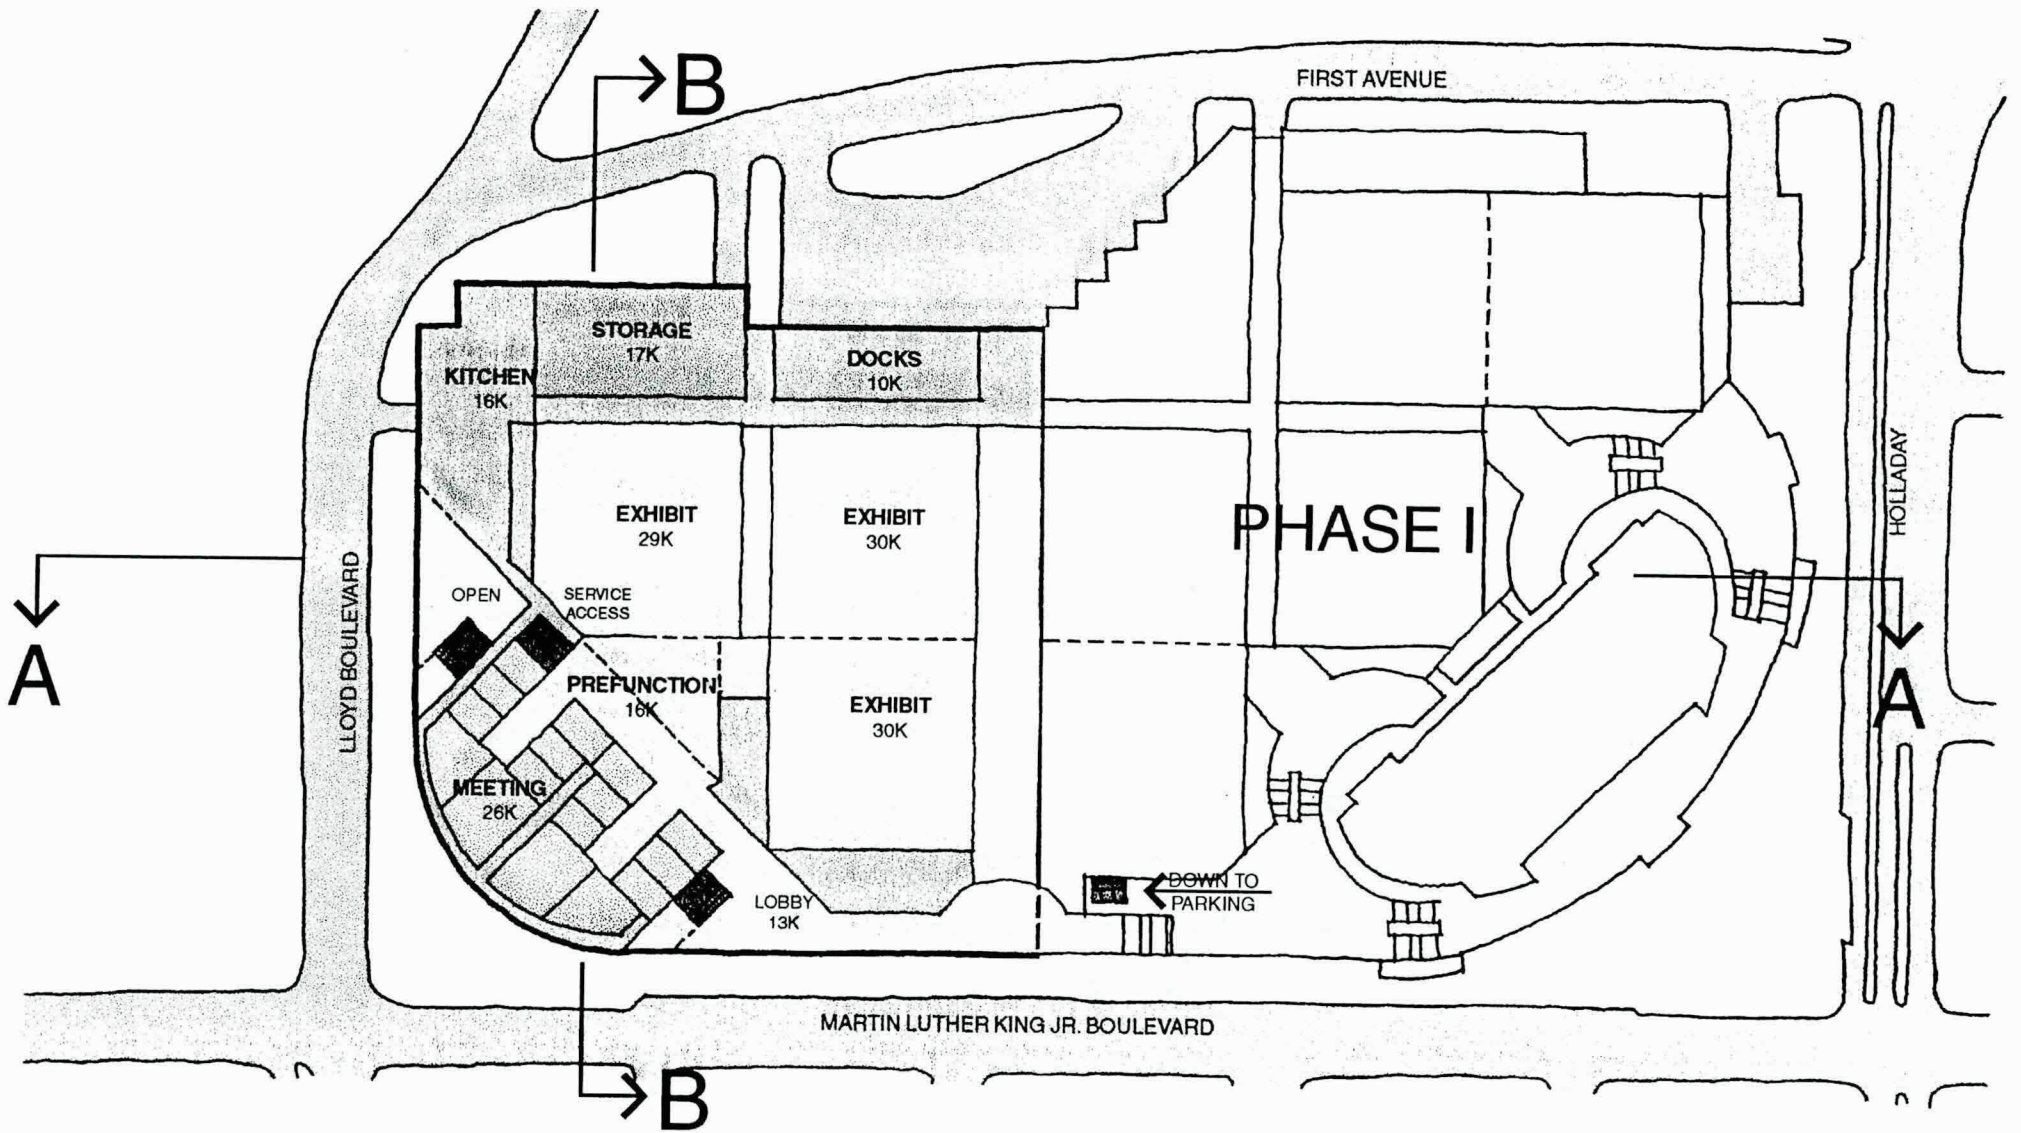 B
FIRST AVENUE
STORAGE
17K
DOCKS
10K
KITCHEN
16K
EXHIBIT
29K
EXHIBIT
30K
PHASE I
HOLLADAY
LLOYD BOULEVARD
OPEN
SERVICE
ACCESS
A
A
PREFUNCTION
16K
EXHIBIT
30K
MEETING
26K
LOBBY
13K
DOWN TO
PARKING
MARTIN LUTHER KING JR. BOULEVARD
B